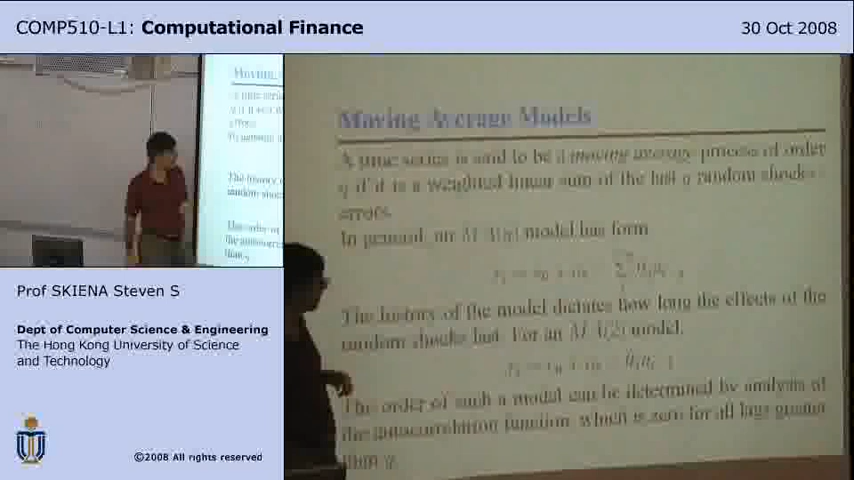 COMP510-L1: Computational Finance
30 Oct 2008
Moving Average Models
A time series is said to be a moving average process of order
q if it is a weighted linear sum of the last q random shocks
errors.
In general, an MA(q) model has form
The history of the model dictates how long the effects of the
random shocks last. For an MA model,
The order of such a model can be determined by analysis of
the autocorrelation function, which is zero for all lags greater
than q.
Prof SKIENA Steven S
Dept of Computer Science & Engineering
The Hong Kong University of Science
and Technology
©2008 All rights reserved